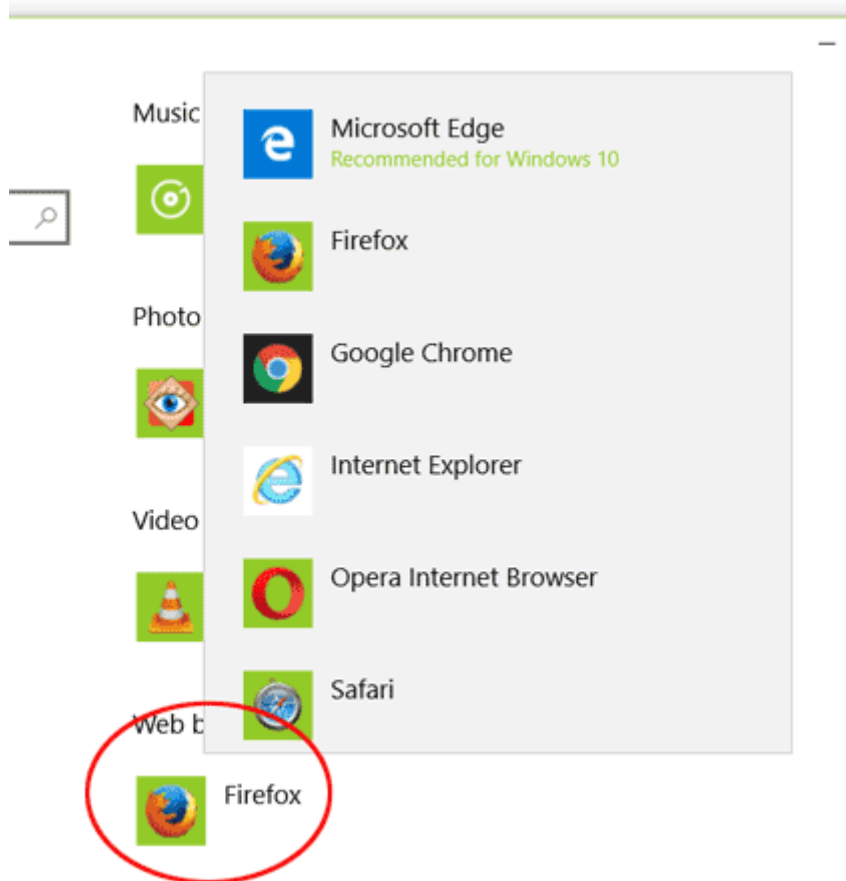 Music
Microsoft Edge
Recommended for Windows 10
Firefox
Photo
Google Chrome
Internet Explorer
Video
Opera Internet Browser
Safari
Web b
Firefox